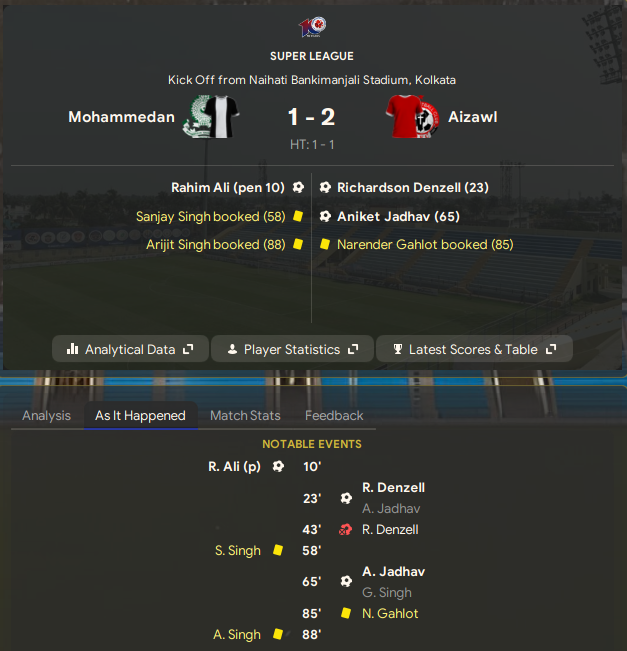 SUPER LEAGUE
Kick Off from Naihati Bankimanjali Stadium, Kolkata
Mohammedan 1 - 2 Aizawl
HT: 1 - 1
Rahim Ali (pen 10) Richardson Denzell (23)
Sanjay Singh booked (58) Aniket Jadhav (65)
Arijit Singh booked (88) Narender Gahlot booked (85)
Analytical Data Player Statistics Latest Scores & Table
Analysis As It Happened Match Stats Feedback
NOTABLE EVENTS
R. Ali (p) 10'
23' R. Denzell
A. Jadhav
43' R. Denzell
S. Singh 58'
65' A. Jadhav
G. Singh
85' N. Gahlot
A. Singh 88'